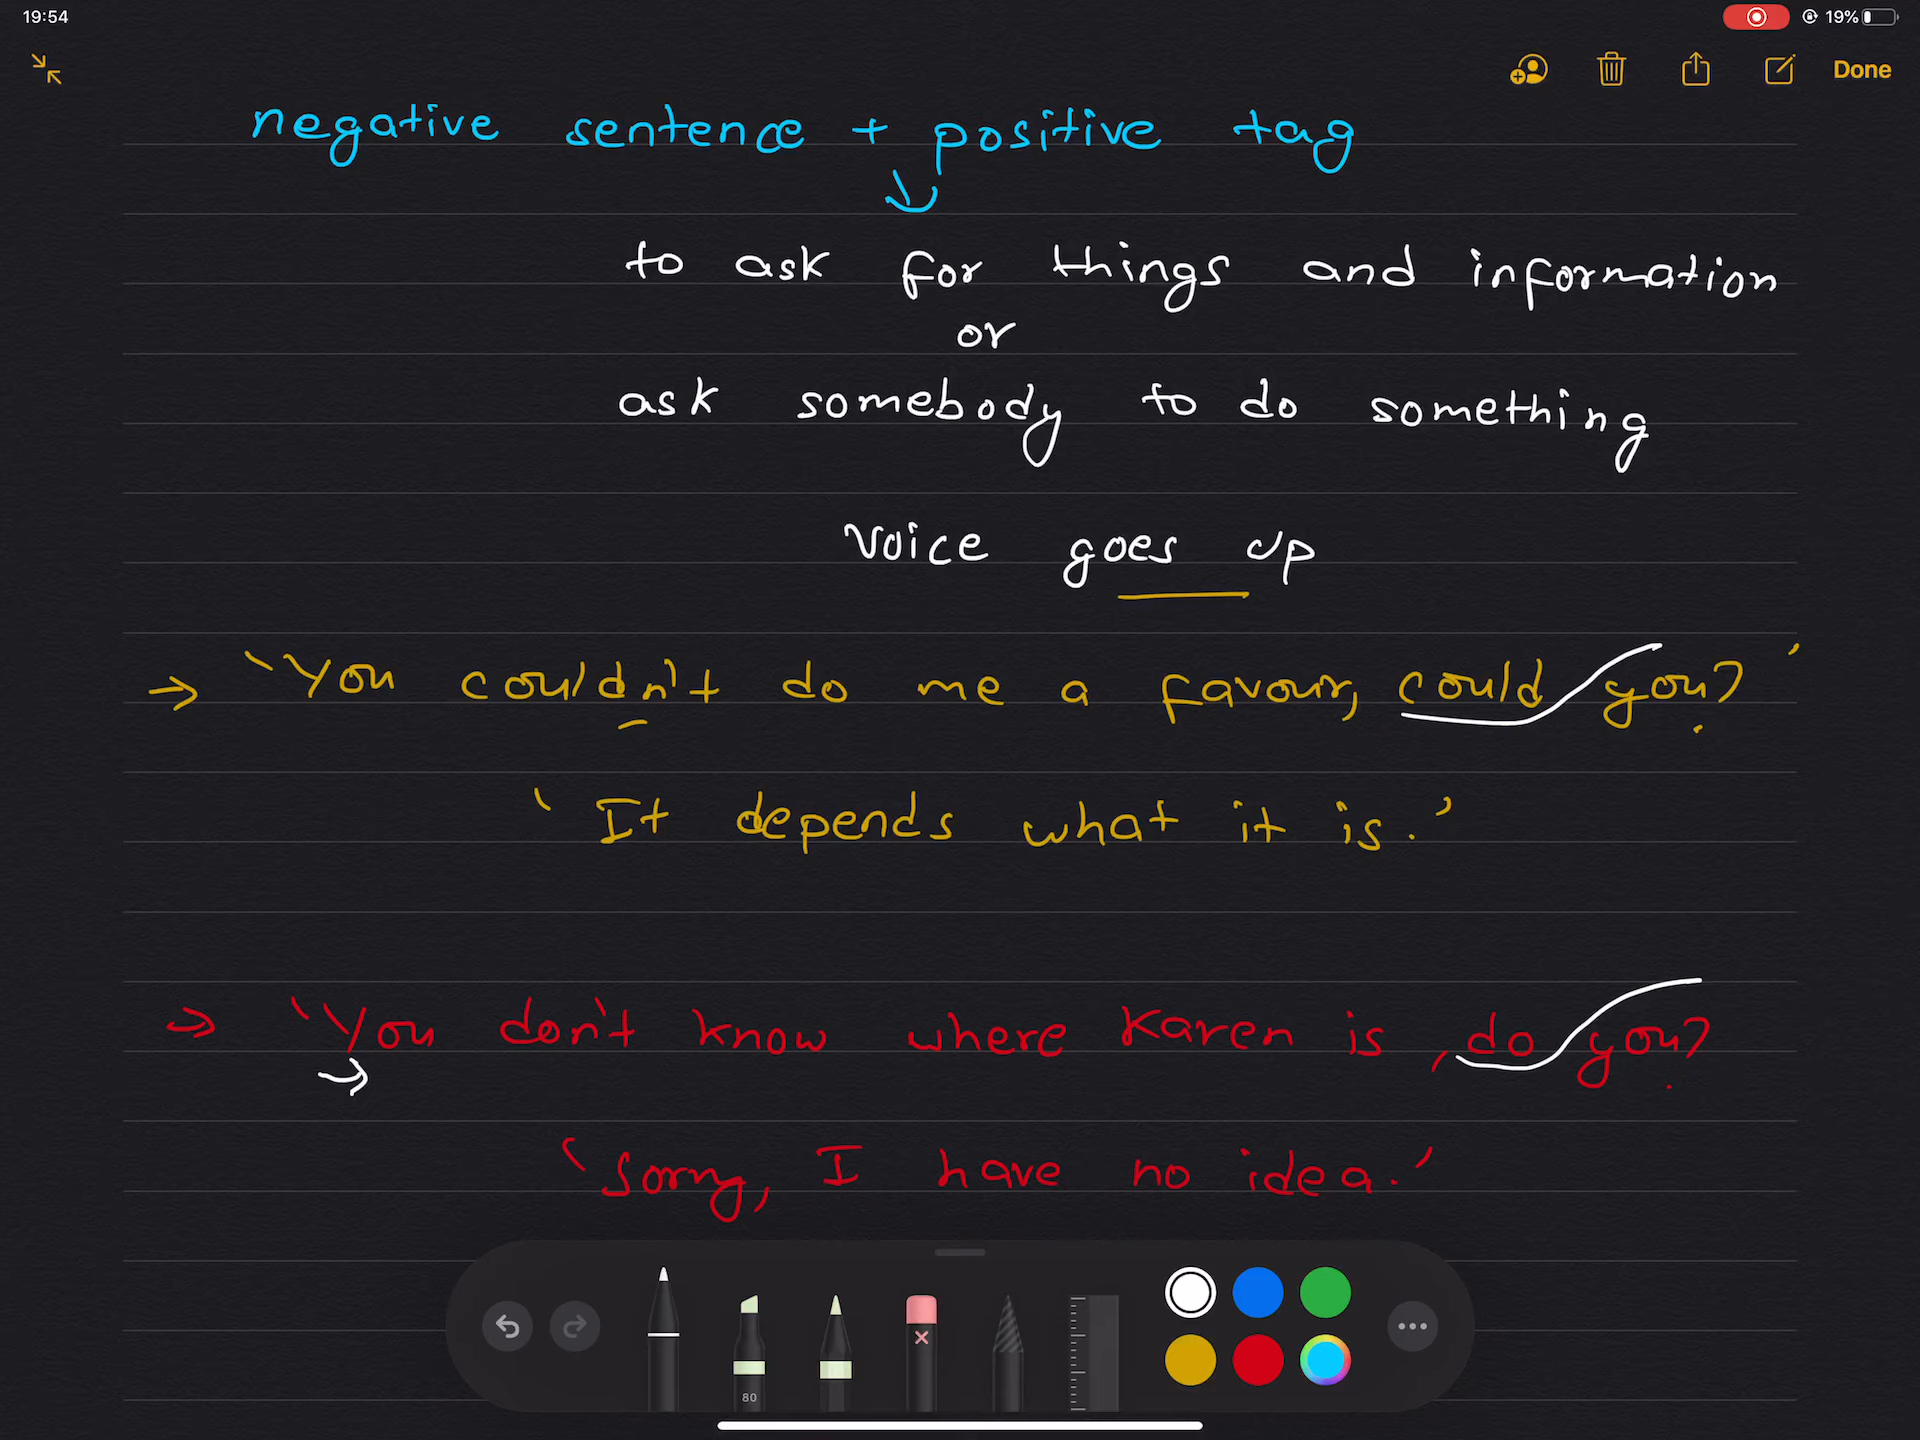 19:54
19%
Done
negative sentence + positive tag
to ask for things and information
or
ask somebody to do something
Voice goes up
→ 'You couldn't do me a favour, could you?'
'It depends what it is.'
→ 'You don't know where Karen is, do you?
'Sorry, I have no idea.'
80